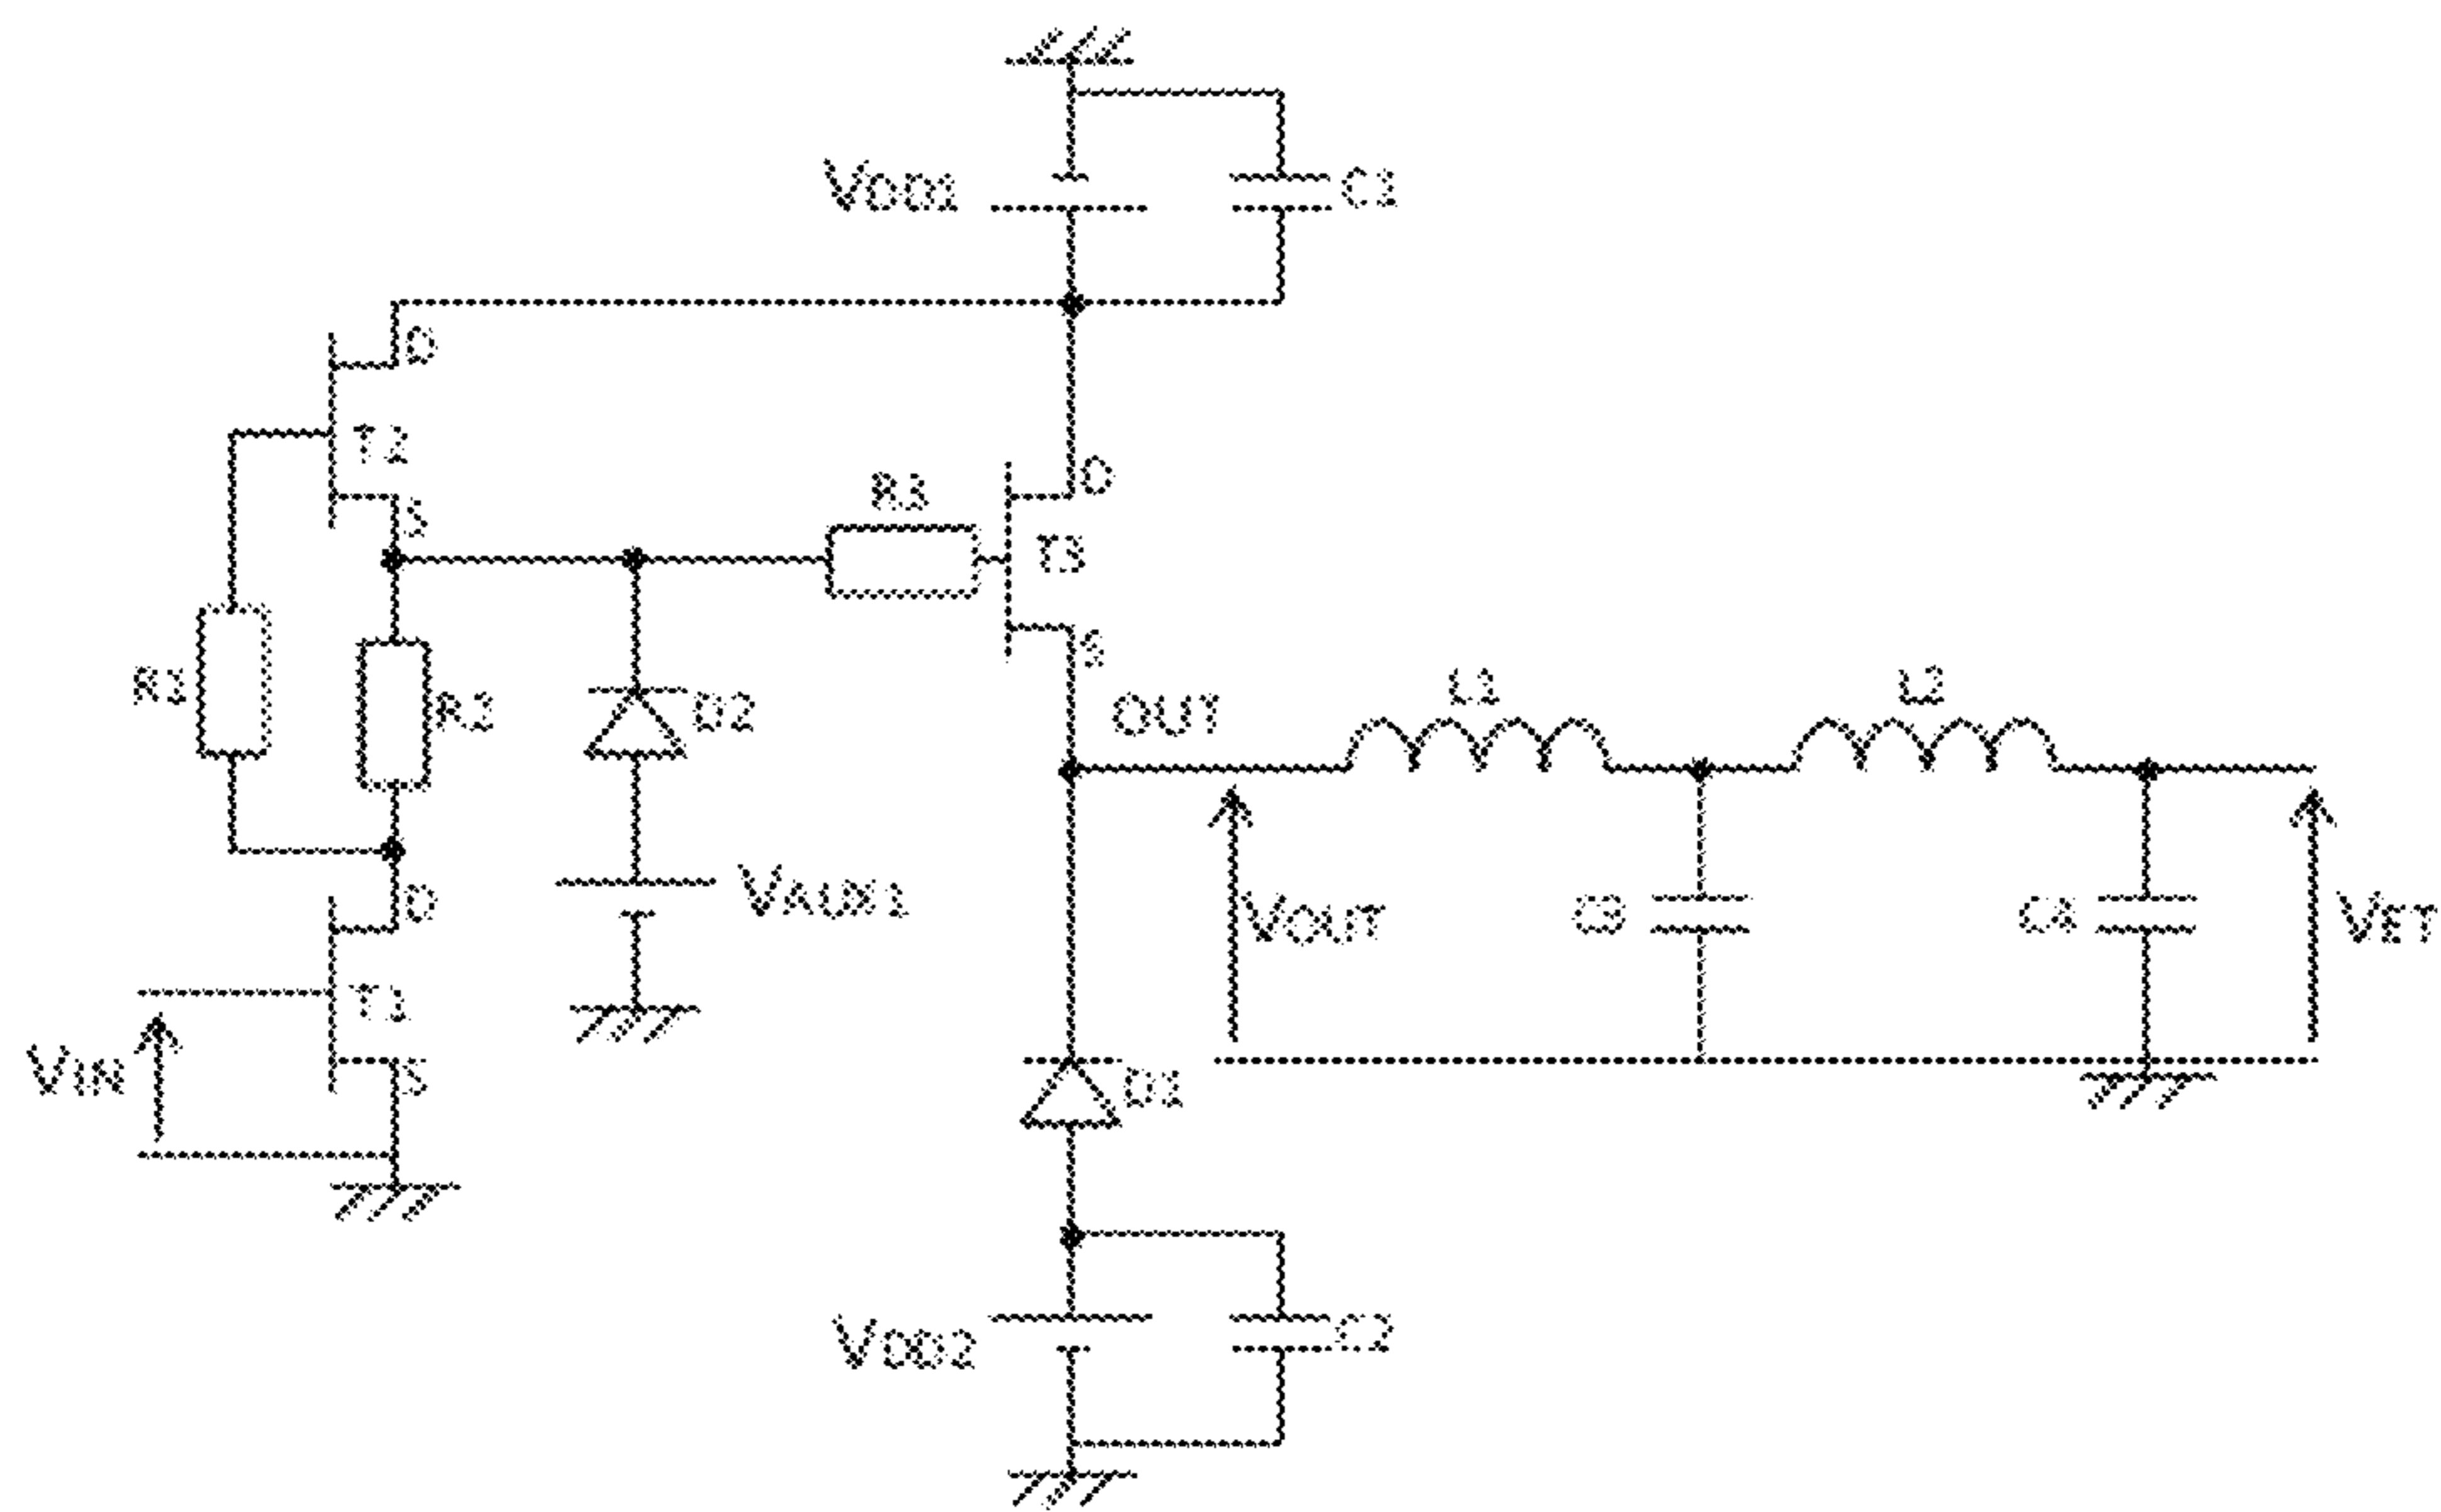 VDD1
C1
D
T2
S
R3
D
T3
S
R1
R2
D2
OUT
L1
L2
D
VAUX1
VOUT
C3
C4
VET
T1
VIN
S
D1
VDD2
C2